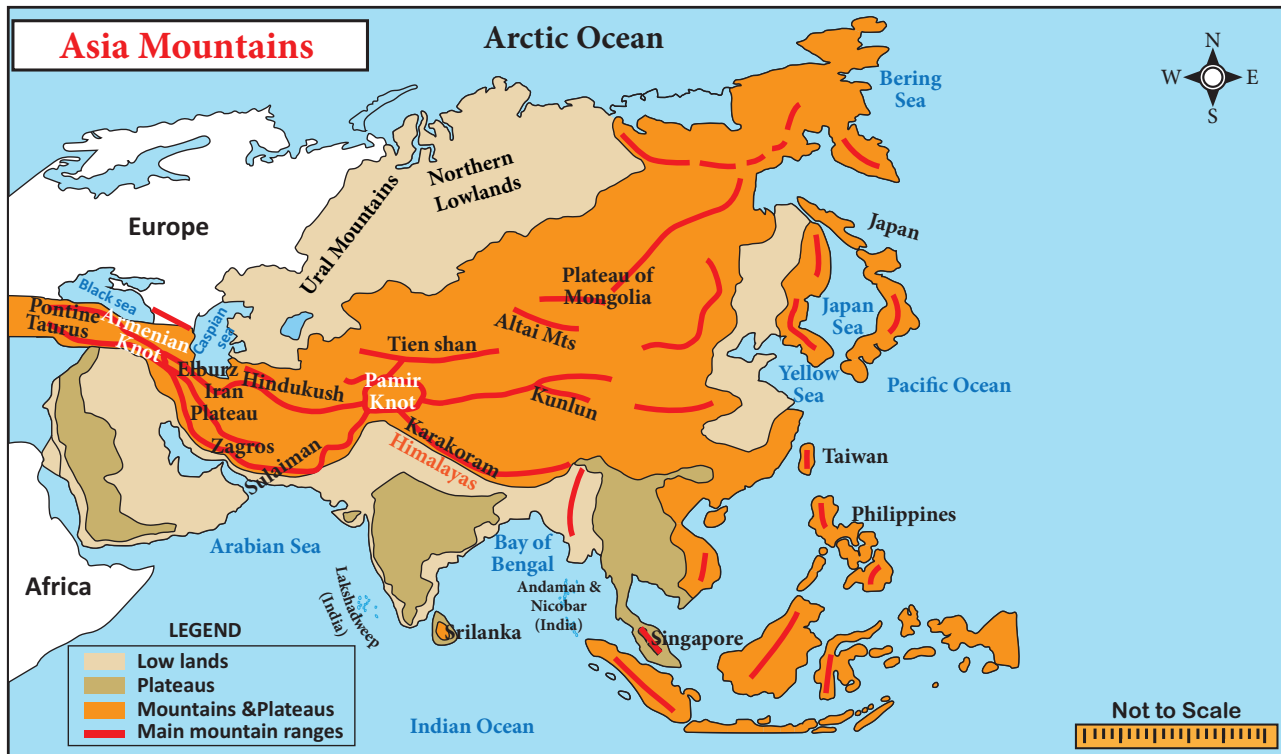 Asia Mountains
Arctic Ocean
N
W
E
S
Bering
Sea
Northern
Lowlands
Ural Mountains
Europe
Japan
Black sea
Caspian
sea
Plateau of
Mongolia
Japan
Sea
Pontine
Taurus
Armenian
Knot
Altai Mts
Tien shan
Elburz
Iran
Plateau
Hindukush
Pamir
Knot
Kunlun
Yellow
Sea
Pacific Ocean
Zagros
Sulaiman
Karakoram
Himalayas
Taiwan
Philippines
Arabian Sea
Bay of
Bengal
Africa
Lakshadweep
(India)
Andaman &
Nicobar
(India)
Srilanka
Singapore
LEGEND
Low lands
Plateaus
Mountains &Plateaus
Main mountain ranges
Indian Ocean
Not to Scale